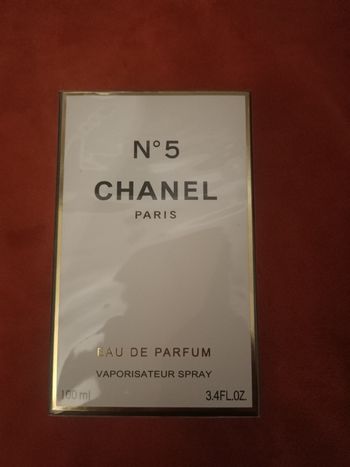 N°5
CHANEL
PARIS
EAU DE PARFUM
VAPORISATEUR SPRAY
100 ml 3.4FL.OZ.